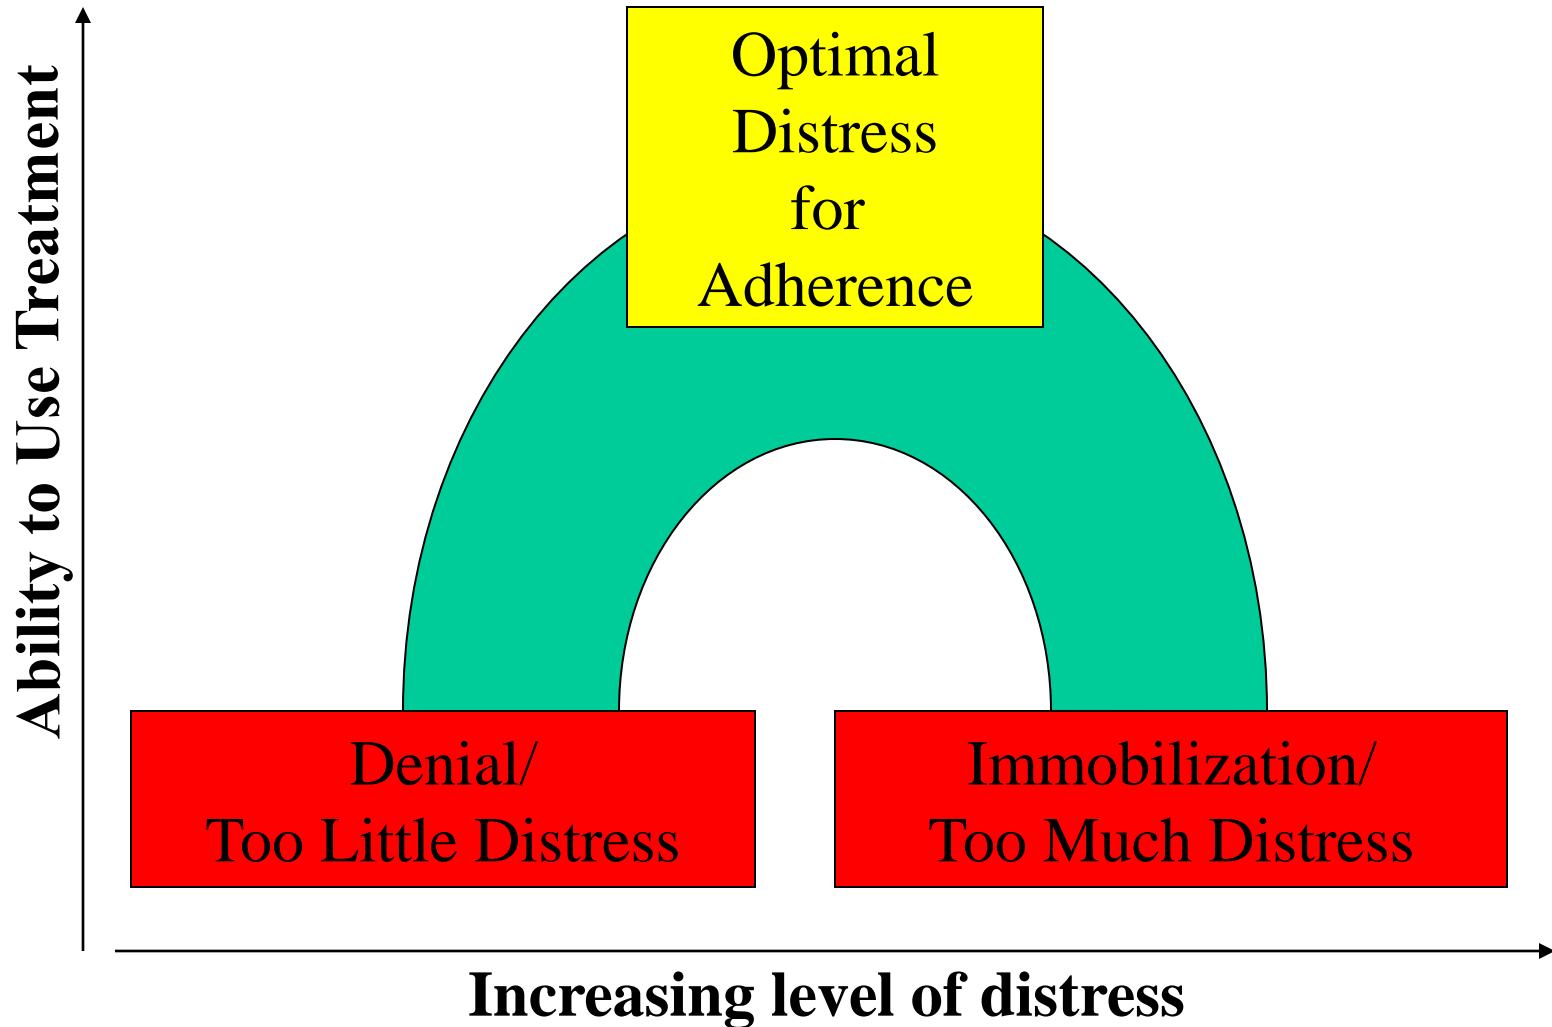 Ability to Use Treatment
Optimal
Distress
for
Adherence
Denial/
Too Little Distress
Immobilization/
Too Much Distress
Increasing level of distress